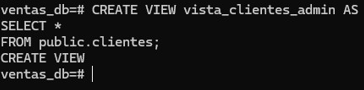 ventas_db=# CREATE VIEW vista_clientes_admin AS
SELECT *
FROM public.clientes;
CREATE VIEW
ventas_db=#